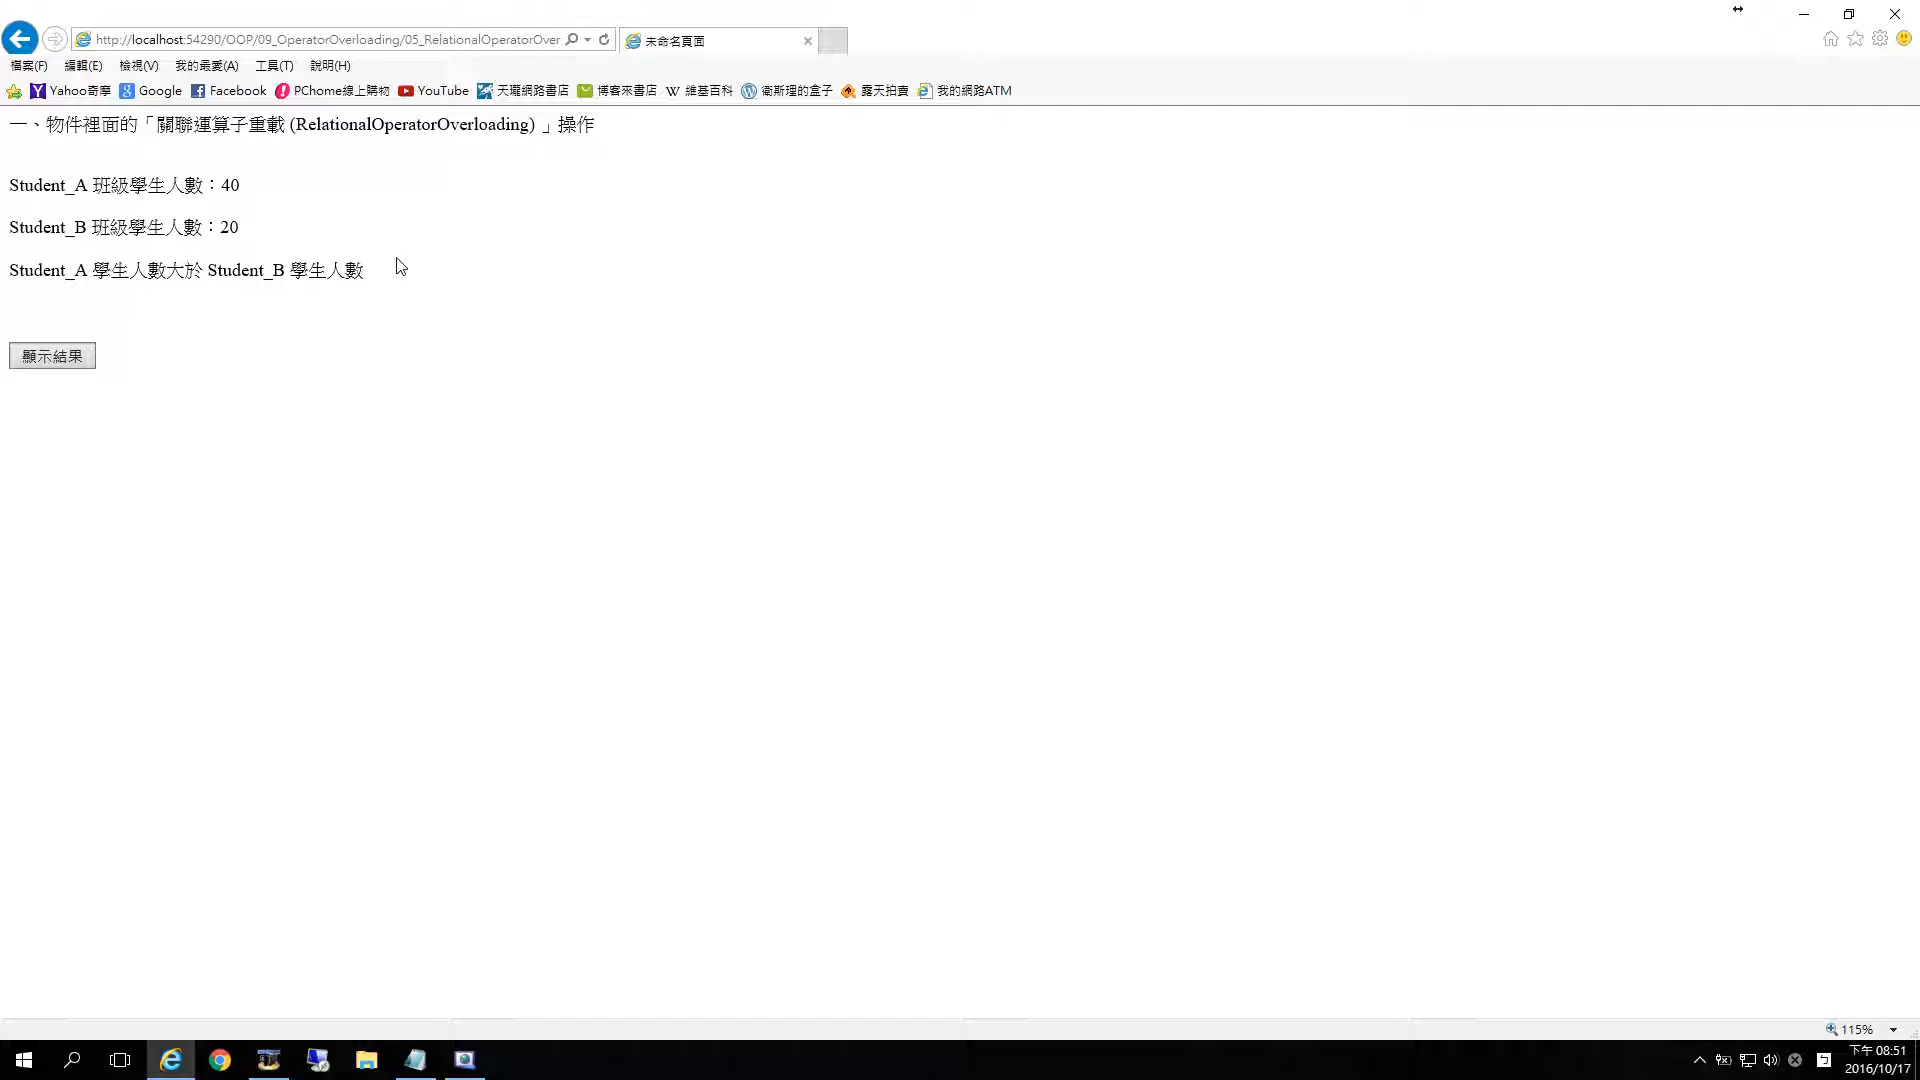 http://localhost:54290/OOP/09_OperatorOverloading/05_RelationalOperatorOver
未命名頁面
檔案(F) 編輯(E) 檢視(V) 我的最愛(A) 工具(T) 說明(H)
Yahoo奇摩 Google Facebook PChome線上購物 YouTube 天瓏網路書店 博客來書店 維基百科 衛斯理的盒子 露天拍賣 我的網路ATM
一、物件裡面的「關聯運算子重載 (RelationalOperatorOverloading) 」操作
Student_A 班級學生人數：40
Student_B 班級學生人數：20
Student_A 學生人數大於 Student_B 學生人數
顯示結果
115%
下午 08:51
2016/10/17